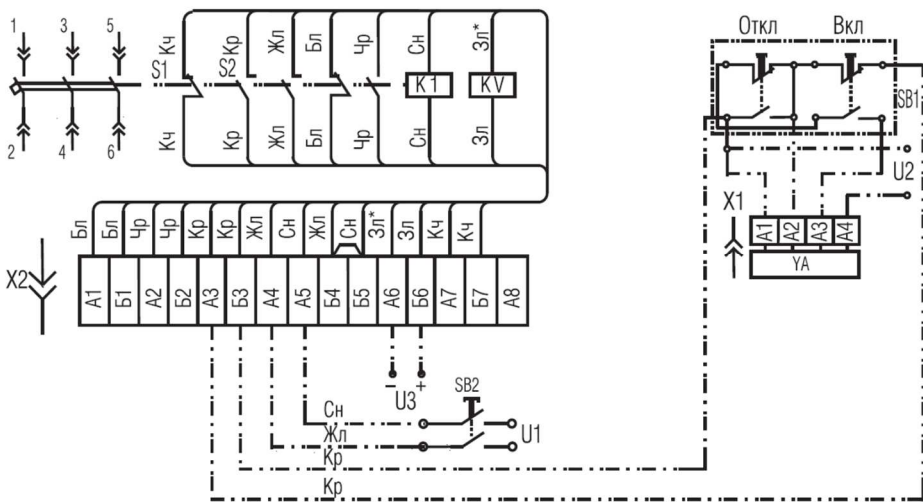 1 3 5
S1 S2
Кч Кр Жл Бл Чр Сн Зл*
К1 KV
Кч Кр Жл Бл Чр Сн Зл
2 4 6
Откл Вкл
SB1
U2
X1
А1 А2 А3 А4
YA
Бл Бл Чр Чр Кр Кр Жл Сн Жл Сн Зл* Зл Кч Кч
X2
А1 Б1 А2 Б2 А3 Б3 А4 А5 Б4 Б5 А6 Б6 А7 Б7 А8
– +
U3
SB2
Сн
U1
Жл
Кр
Кр